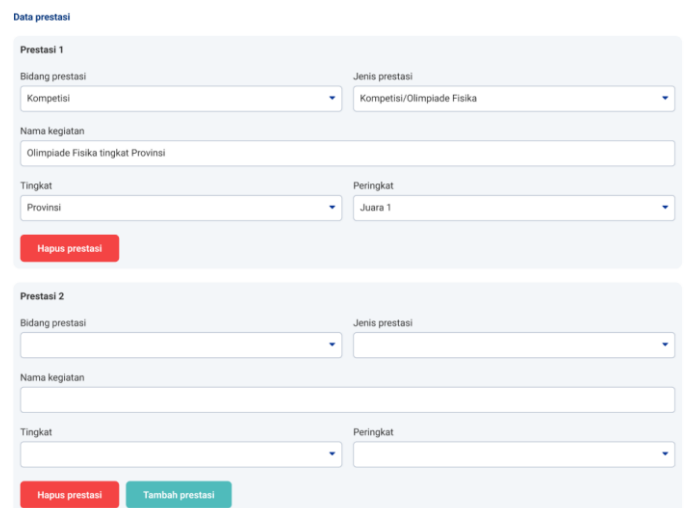 Data prestasi
Prestasi 1
Bidang prestasi
Jenis prestasi
Kompetisi
Kompetisi/Olimpiade Fisika
Nama kegiatan
Olimpiade Fisika tingkat Provinsi
Tingkat
Peringkat
Provinsi
Juara 1
Hapus prestasi
Prestasi 2
Bidang prestasi
Jenis prestasi
Nama kegiatan
Tingkat
Peringkat
Hapus prestasi
Tambah prestasi